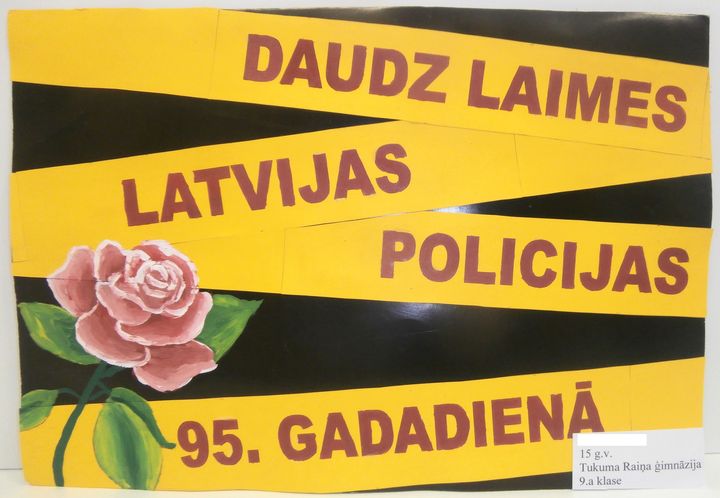 DAUDZ LAIMES
LATVIJAS
POLICIJAS
95. GADADIENĀ
15 g.v.
Tukuma Raiņa ģimnāzija
9.a klase